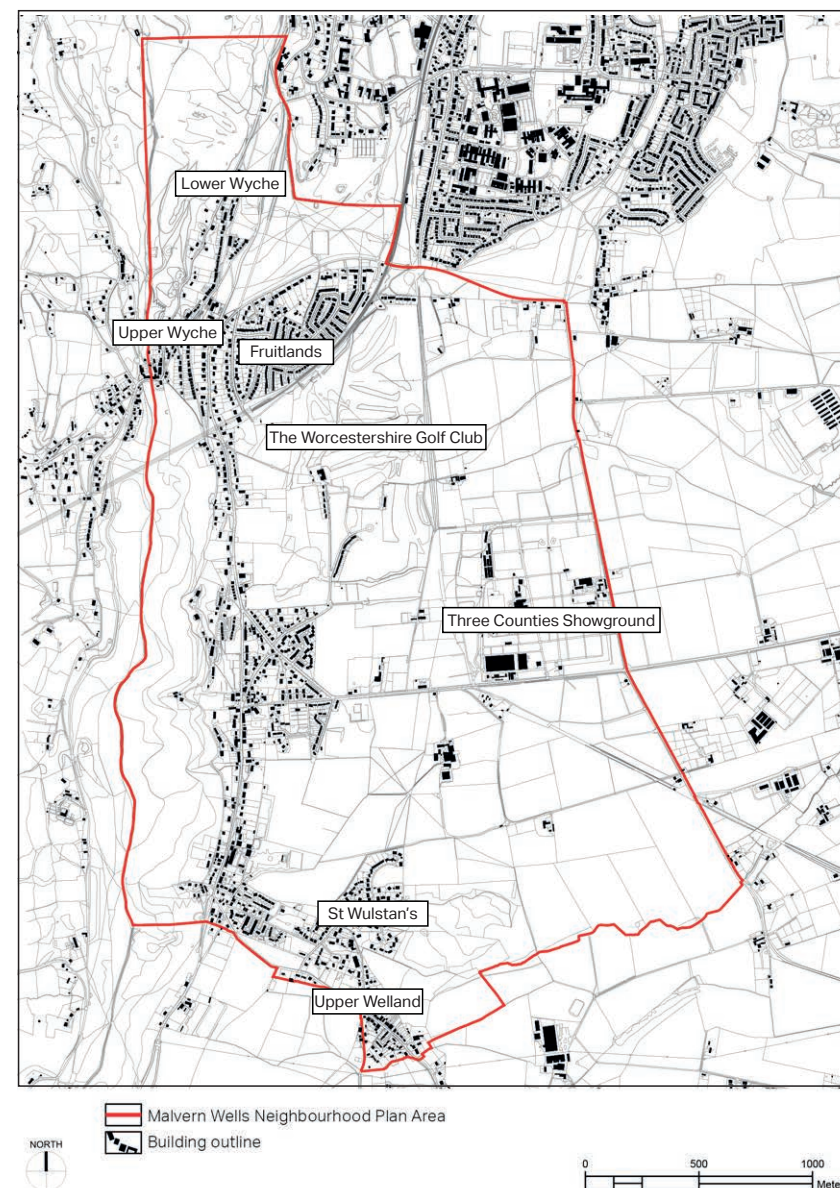 Lower Wyche
Upper Wyche
Fruitlands
The Worcestershire Golf Club
Three Counties Showground
St Wulstan's
Upper Welland
Malvern Wells Neighbourhood Plan Area
Building outline
NORTH
0 500 1000